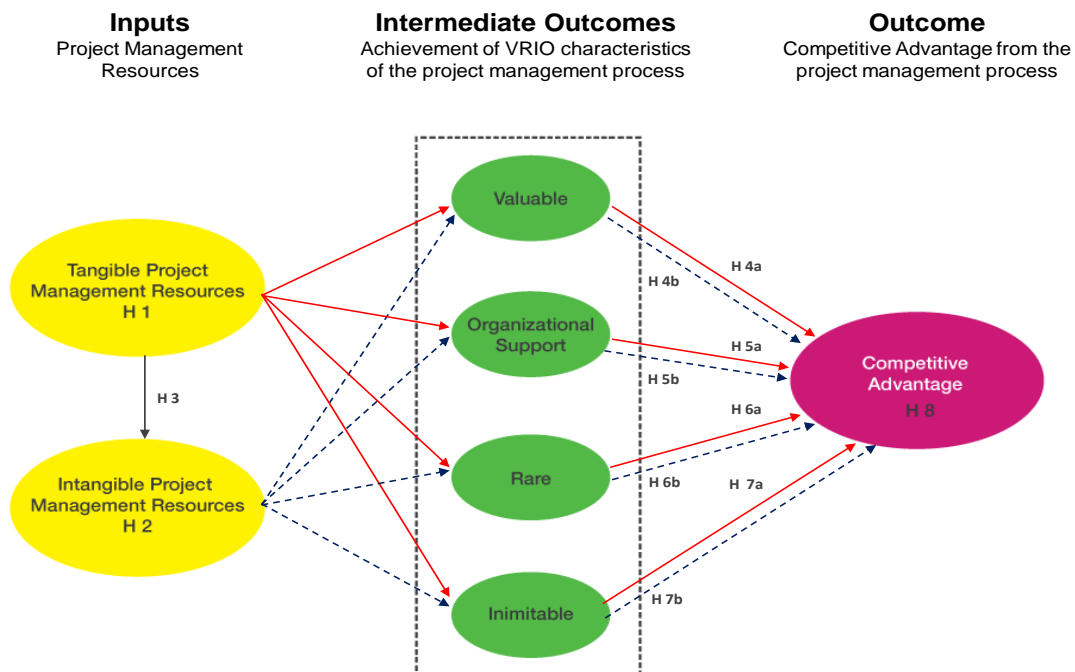 Inputs
Project Management
Resources
Intermediate Outcomes
Achievement of VRIO characteristics
of the project management process
Outcome
Competitive Advantage from the
project management process
Tangible Project
Management Resources
H 1
H 3
Intangible Project
Management Resources
H 2
Valuable
Organizational
Support
Rare
Inimitable
H 4a
H 4b
H 5a
H 5b
H 6a
H 6b
H 7a
H 7b
Competitive
Advantage
H 8